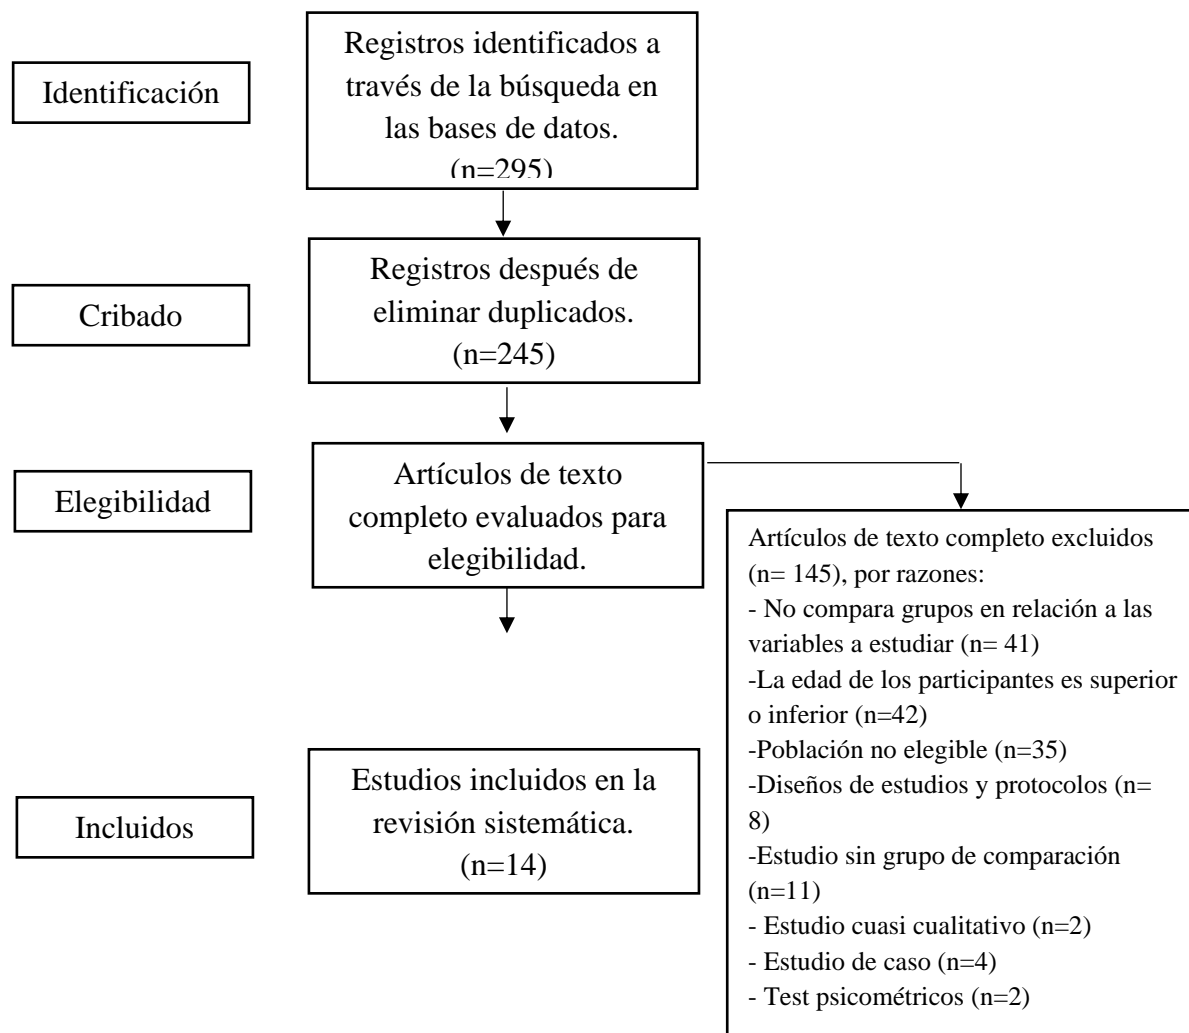 Identificación
Registros identificados a
través de la búsqueda en
las bases de datos.
(n=295)
Cribado
Registros después de
eliminar duplicados.
(n=245)
Elegibilidad
Artículos de texto
completo evaluados para
elegibilidad.
Artículos de texto completo excluidos
(n= 145), por razones:
- No compara grupos en relación a las
variables a estudiar (n= 41)
-La edad de los participantes es superior
o inferior (n=42)
-Población no elegible (n=35)
-Diseños de estudios y protocolos (n=
8)
-Estudio sin grupo de comparación
(n=11)
- Estudio cuasi cualitativo (n=2)
- Estudio de caso (n=4)
- Test psicométricos (n=2)
Incluidos
Estudios incluidos en la
revisión sistemática.
(n=14)